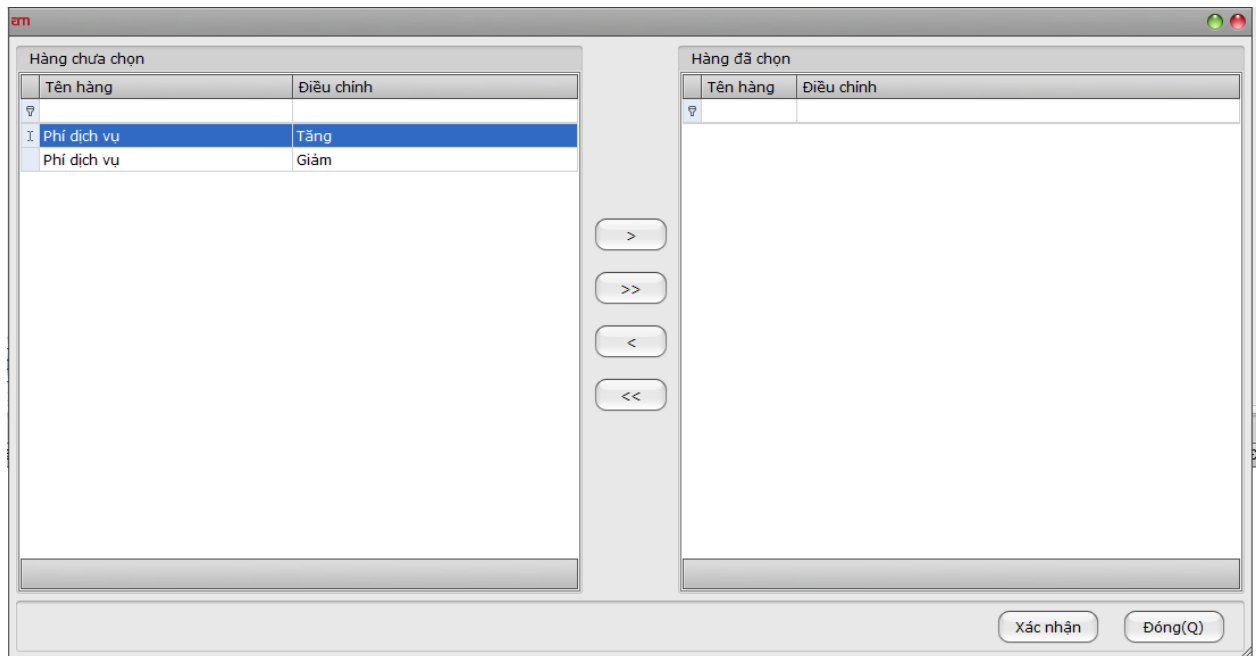 am
Hàng chưa chọn
Tên hàng Điều chỉnh
Phí dịch vụ Tăng
Phí dịch vụ Giảm
>
>>
<
<<
Hàng đã chọn
Tên hàng Điều chỉnh
Xác nhận Đóng(Q)